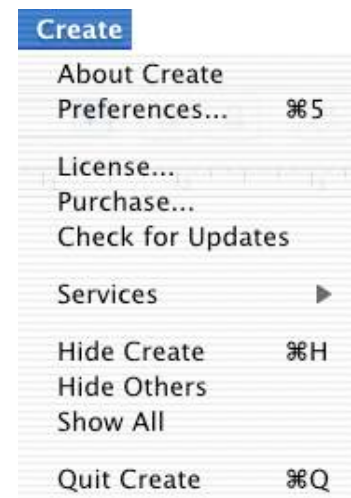 Create
About Create
Preferences... ⌘5
License...
Purchase...
Check for Updates
Services ▶
Hide Create ⌘H
Hide Others
Show All
Quit Create ⌘Q